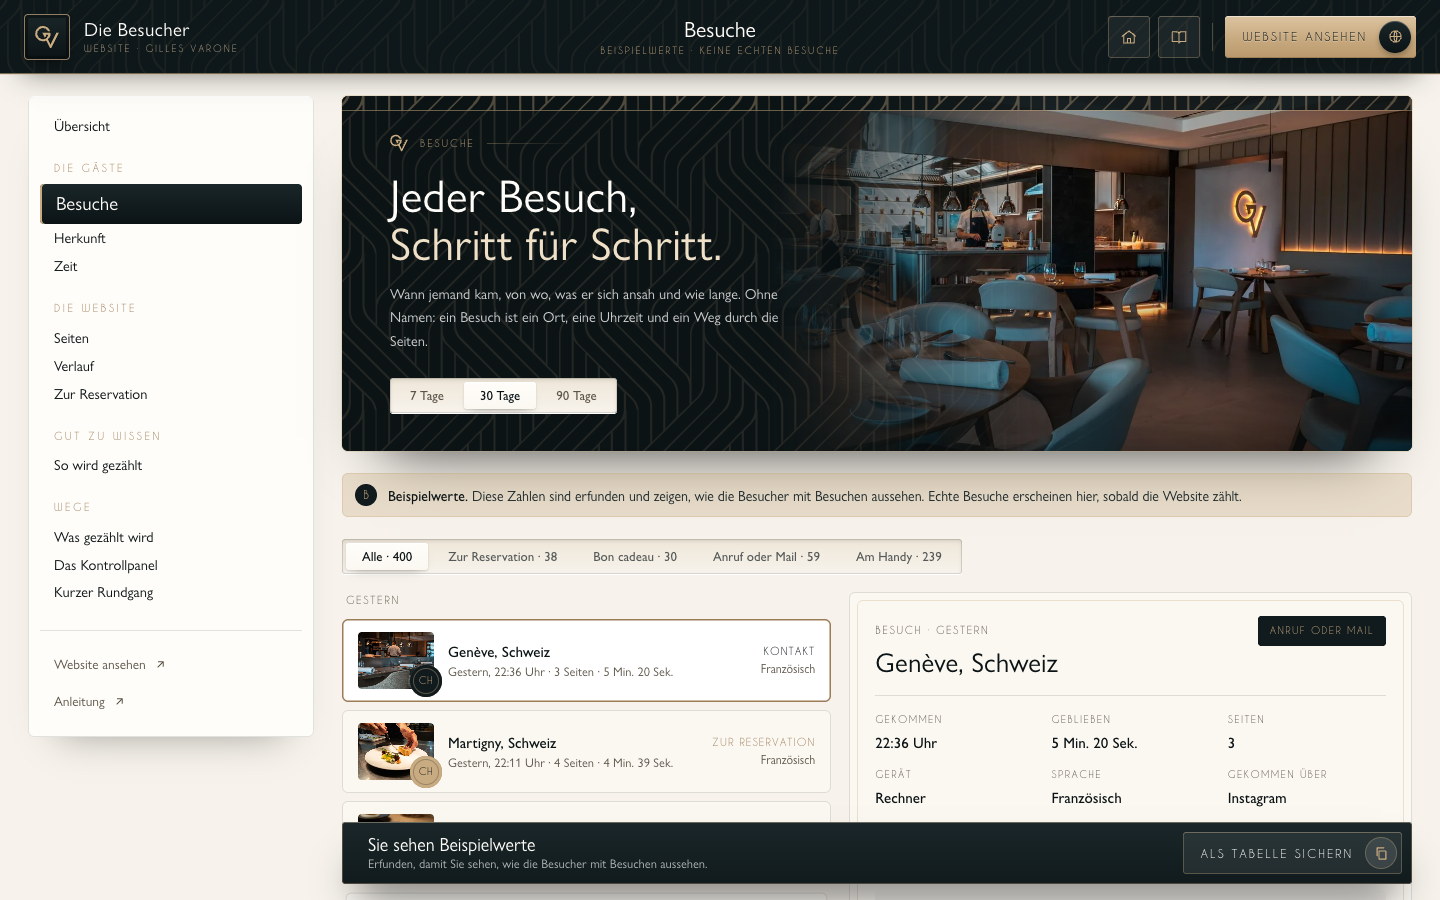 GV
Die Besucher
WEBSITE · GILLES VARONE
Besuche
BEISPIELWERTE · KEINE ECHTEN BESUCHE
WEBSITE ANSEHEN
Übersicht
DIE GÄSTE
Besuche
Herkunft
Zeit
DIE WEBSITE
Seiten
Verlauf
Zur Reservation
GUT ZU WISSEN
So wird gezählt
WEGE
Was gezählt wird
Das Kontrollpanel
Kurzer Rundgang
Website ansehen
Anleitung
GV BESUCHE
Jeder Besuch,
Schritt für Schritt.
Wann jemand kam, von wo, was er sich ansah und wie lange. Ohne
Namen: ein Besuch ist ein Ort, eine Uhrzeit und ein Weg durch die
Seiten.
7 Tage
30 Tage
90 Tage
GV
B
Beispielwerte. Diese Zahlen sind erfunden und zeigen, wie die Besucher mit Besuchen aussehen. Echte Besuche erscheinen hier, sobald die Website zählt.
Alle · 400
Zur Reservation · 38
Bon cadeau · 30
Anruf oder Mail · 59
Am Handy · 239
GESTERN
CH
Genève, Schweiz
Gestern, 22:36 Uhr · 3 Seiten · 5 Min. 20 Sek.
KONTAKT
Französisch
CH
Martigny, Schweiz
Gestern, 22:11 Uhr · 4 Seiten · 4 Min. 39 Sek.
ZUR RESERVATION
Französisch
BESUCH · GESTERN
ANRUF ODER MAIL
Genève, Schweiz
GEKOMMEN
GEBLIEBEN
SEITEN
22:36 Uhr
5 Min. 20 Sek.
3
GERÄT
SPRACHE
GEKOMMEN ÜBER
Rechner
Französisch
Instagram
Sie sehen Beispielwerte
Erfunden, damit Sie sehen, wie die Besucher mit Besuchen aussehen.
ALS TABELLE SICHERN